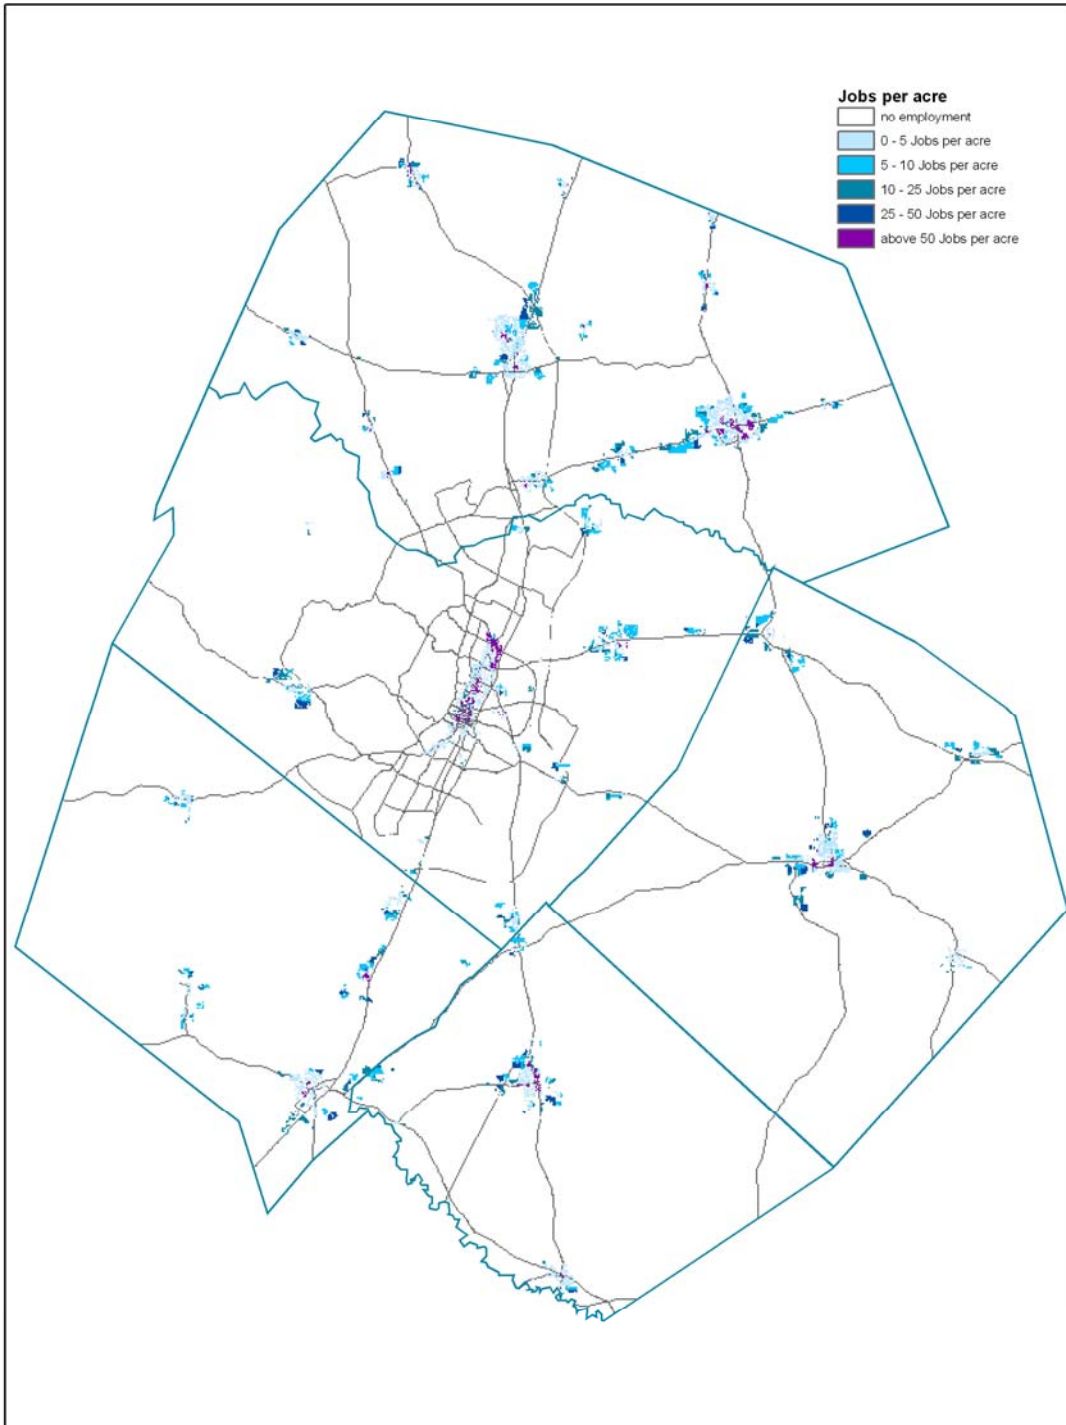 Jobs per acre
no employment
0 - 5 Jobs per acre
5 - 10 Jobs per acre
10 - 25 Jobs per acre
25 - 50 Jobs per acre
above 50 Jobs per acre